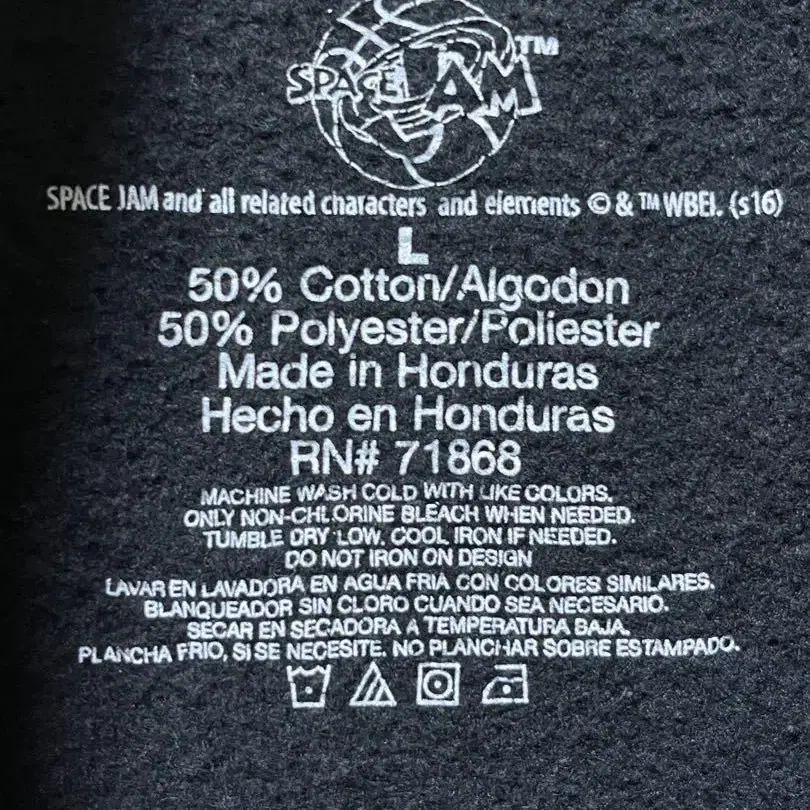 SPACE JAM™
SPACE JAM and all related characters and elements © & ™ WBEI. (s16)
L
50% Cotton/Algodon
50% Polyester/Poliester
Made in Honduras
Hecho en Honduras
RN# 71868
MACHINE WASH COLD WITH LIKE COLORS.
ONLY NON-CHLORINE BLEACH WHEN NEEDED.
TUMBLE DRY LOW. COOL IRON IF NEEDED.
DO NOT IRON ON DESIGN
LAVAR EN LAVADORA EN AGUA FRIA CON COLORES SIMILARES.
BLANQUEADOR SIN CLORO CUANDO SEA NECESARIO.
SECAR EN SECADORA A TEMPERATURA BAJA.
PLANCHA FRIO, SI SE NECESITE. NO PLANCHAR SOBRE ESTAMPADO.